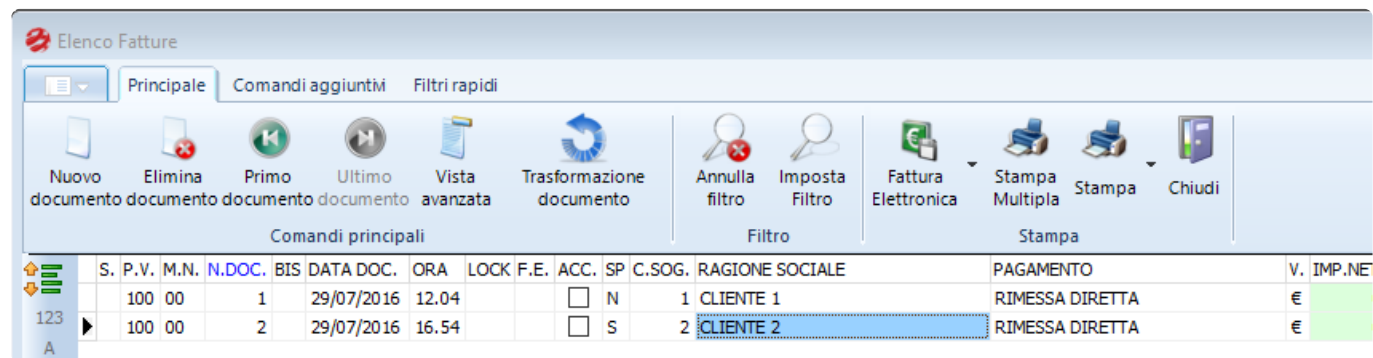 Elenco Fatture
Principale Comandi aggiuntivi Filtri rapidi
Nuovo documento Elimina documento Primo documento Ultimo documento Vista avanzata Trasformazione documento Annulla filtro Imposta Filtro Fattura Elettronica Stampa Multipla Stampa Chiudi
Comandi principali Filtro Stampa
S. P.V. M.N. N.DOC. BIS DATA DOC. ORA LOCK F.E. ACC. SP C.SOG. RAGIONE SOCIALE PAGAMENTO V. IMP.NET
100 00 1 29/07/2016 12.04 N 1 CLIENTE 1 RIMESSA DIRETTA €
123
100 00 2 29/07/2016 16.54 S 2 CLIENTE 2 RIMESSA DIRETTA €
A